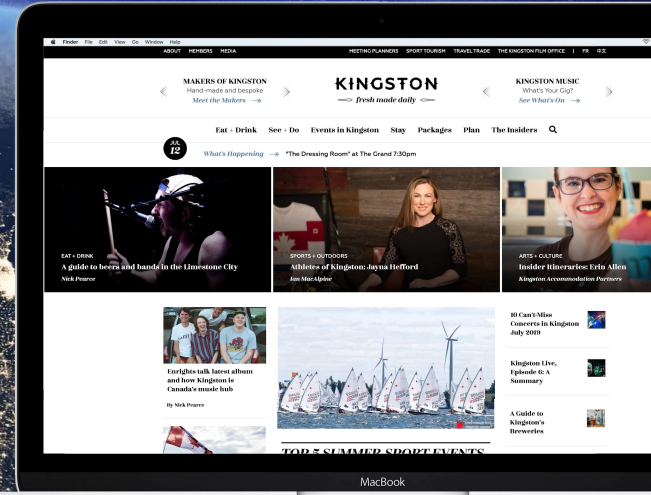 Finder File Edit View Go Window Help
ABOUT MEMBERS MEDIA MEETING PLANNERS SPORT TOURISM TRAVEL TRADE THE KINGSTON FILM OFFICE | FR 中文
MAKERS OF KINGSTON
Hand-made and bespoke
Meet the Makers
KINGSTON
fresh made daily
KINGSTON MUSIC
What's Your Gig?
See What's On
Eat + Drink See + Do Events in Kingston Stay Packages Plan The Insiders
JUL
12
What's Happening "The Dressing Room" at The Grand 7:30pm
EAT + DRINK
A guide to beers and bands in the Limestone City
Nick Pearce
SPORTS + OUTDOORS
Athletes of Kingston: Jayna Hefford
Ian MacAlpine
ARTS + CULTURE
Insider Itineraries: Erin Allen
Kingston Accommodation Partners
Enrights talk latest album
and how Kingston is
Canada's music hub
By Nick Pearce
TOP 5 SUMMER SPORT EVENTS
10 Can't-Miss
Concerts in Kingston
July 2019
Kingston Live,
Episode 6: A
Summary
A Guide to
Kingston's
Breweries
MacBook